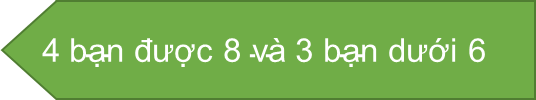 4 bạn được 8 và 3 bạn dưới 6